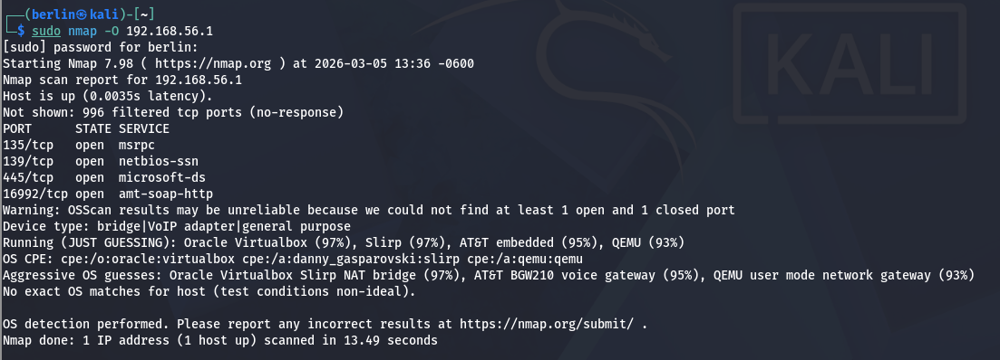 (berlin㉿kali)-[~]
$ sudo nmap -O 192.168.56.1
[sudo] password for berlin:
Starting Nmap 7.98 ( https://nmap.org ) at 2026-03-05 13:36 -0600
Nmap scan report for 192.168.56.1
Host is up (0.0035s latency).
Not shown: 996 filtered tcp ports (no-response)
PORT      STATE SERVICE
135/tcp   open  msrpc
139/tcp   open  netbios-ssn
445/tcp   open  microsoft-ds
16992/tcp open  amt-soap-http
Warning: OSScan results may be unreliable because we could not find at least 1 open and 1 closed port
Device type: bridge|VoIP adapter|general purpose
Running (JUST GUESSING): Oracle Virtualbox (97%), Slirp (97%), AT&T embedded (95%), QEMU (93%)
OS CPE: cpe:/o:oracle:virtualbox cpe:/a:danny_gasparovski:slirp cpe:/a:qemu:qemu
Aggressive OS guesses: Oracle Virtualbox Slirp NAT bridge (97%), AT&T BGW210 voice gateway (95%), QEMU user mode network gateway (93%)
No exact OS matches for host (test conditions non-ideal).

OS detection performed. Please report any incorrect results at https://nmap.org/submit/ .
Nmap done: 1 IP address (1 host up) scanned in 13.49 seconds
KALI